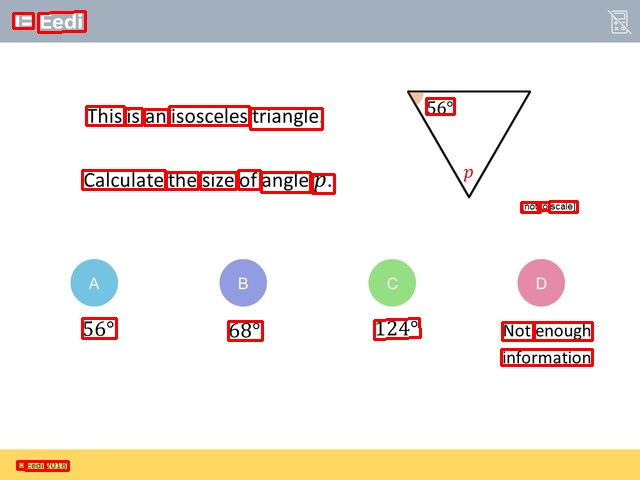 Eedi
This is an isosceles triangle
56°
Calculate the size of angle p.
p
not to scale
A
B
C
D
56°
68°
124°
Not enough
information
© Eedi 2018